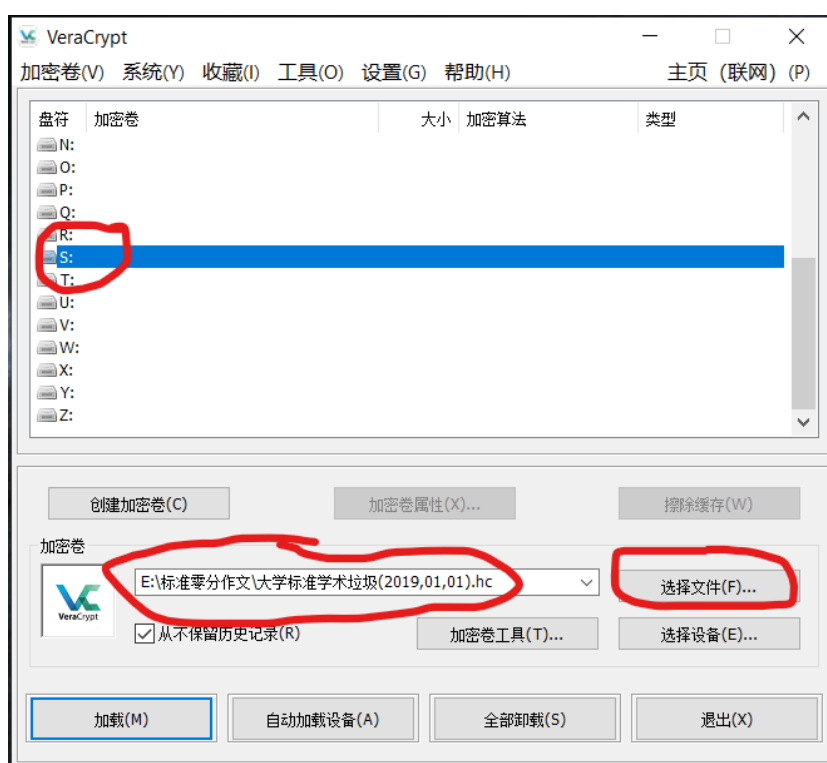 VeraCrypt
加密卷(V) 系统(Y) 收藏(I) 工具(O) 设置(G) 帮助(H) 主页 (联网) (P)
盘符 加密卷 大小 加密算法 类型
N:
O:
P:
Q:
R:
S:
T:
U:
V:
W:
X:
Y:
Z:
创建加密卷(C) 加密卷属性(X)... 擦除缓存(W)
加密卷
E:\标准零分作文\大学标准学术垃圾(2019,01,01).hc 选择文件(F)...
VeraCrypt
从不保留历史记录(R) 加密卷工具(T)... 选择设备(E)...
加载(M) 自动加载设备(A) 全部卸载(S) 退出(X)